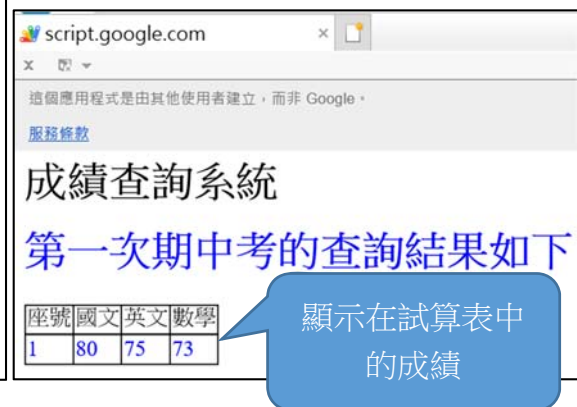 script.google.com
這個應用程式是由其他使用者建立，而非 Google。
服務條款
成績查詢系統
第一次期中考的查詢結果如下
座號 國文 英文 數學
1 80 75 73
顯示在試算表中
的成績